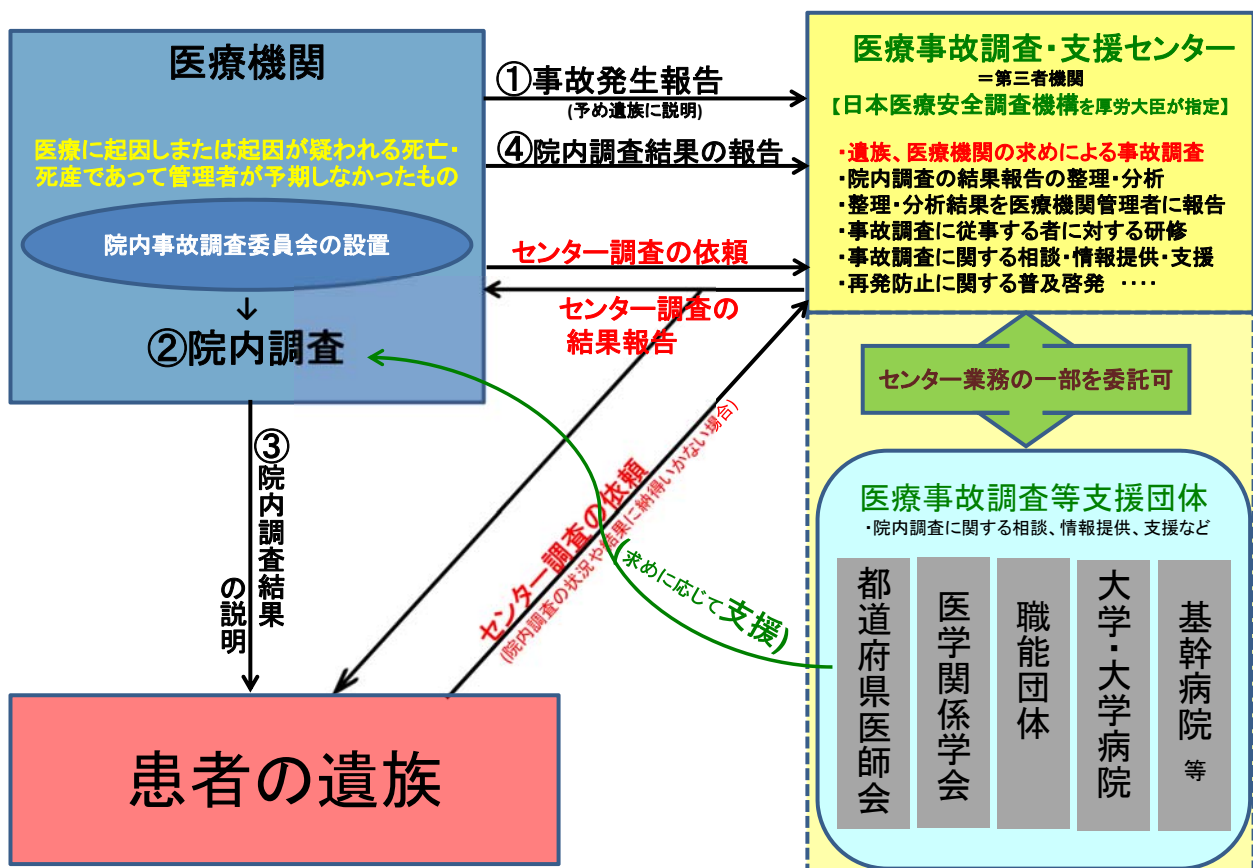 医療機関
医療に起因しまたは起因が疑われる死亡・
死産であって管理者が予期しなかったもの
院内事故調査委員会の設置
↓
②院内調査
①事故発生報告
(予め遺族に説明)
④院内調査結果の報告
センター調査の依頼
センター調査の
結果報告
医療事故調査・支援センター
＝第三者機関
【日本医療安全調査機構を厚労大臣が指定】
・遺族、医療機関の求めによる事故調査
・院内調査の結果報告の整理・分析
・整理・分析結果を医療機関管理者に報告
・事故調査に従事する者に対する研修
・事故調査に関する相談・情報提供・支援
・再発防止に関する普及啓発 ‥‥
センター業務の一部を委託可
③院内調査結果
の説明
センター調査の依頼
(院内調査の状況や結果に納得いかない場合)
(求めに応じて支援)
医療事故調査等支援団体
・院内調査に関する相談、情報提供、支援など
都道府県医師会
医学関係学会
職能団体
大学・大学病院
基幹病院 等
患者の遺族